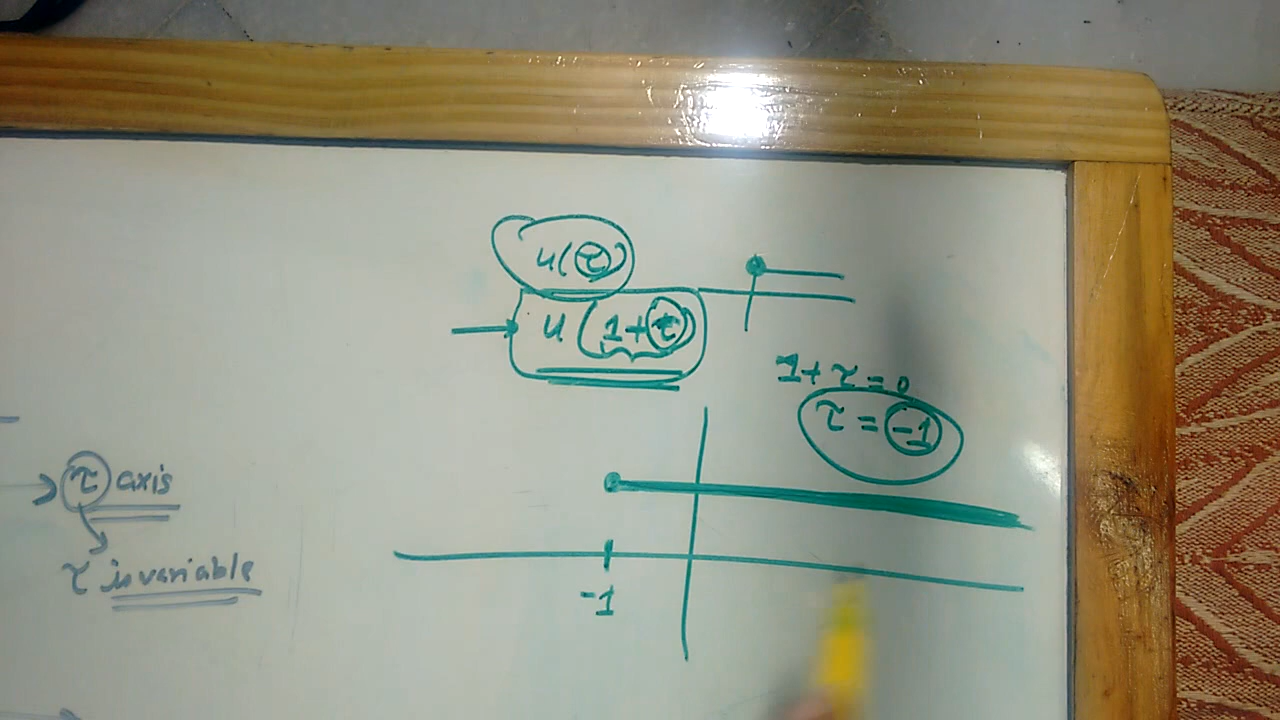 u(τ)
u(1+τ)
1+τ=0
τ=-1
τ axis
τ is variable
-1